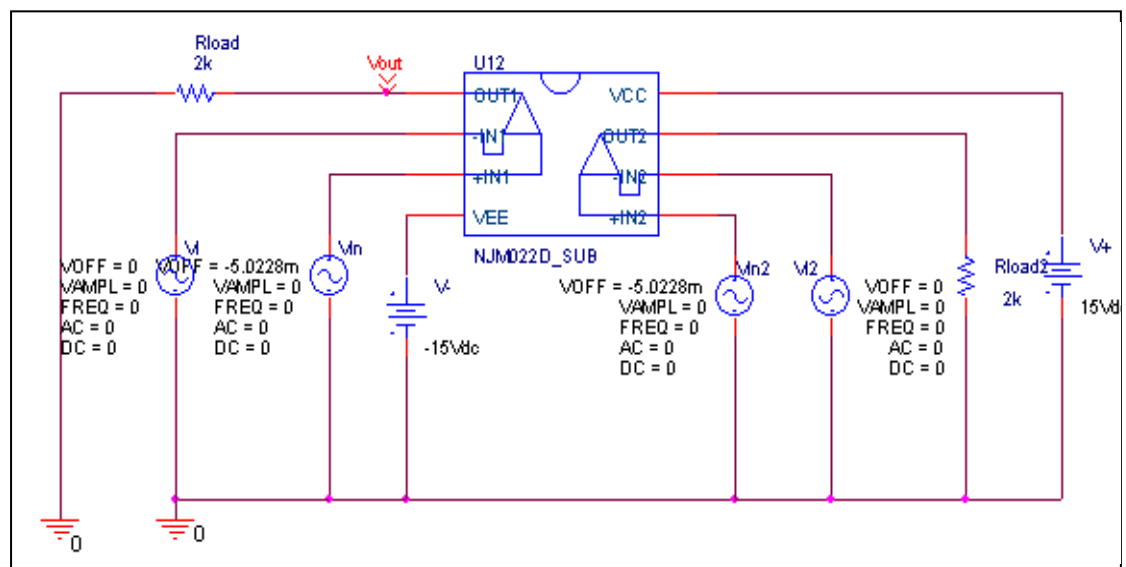 Rload
2k
Vout
U12
OUT1
-IN1
+IN1
VEE
VCC
OUT2
-IN2
+IN2
NJM022D_SUB
VI
VOFF = 0
VAMPL = 0
FREQ = 0
AC = 0
DC = 0
Vin
VOFF = -5.0228m
VAMPL = 0
FREQ = 0
AC = 0
DC = 0
V-
-15Vdc
Vin2
VOFF = -5.0228m
VAMPL = 0
FREQ = 0
AC = 0
DC = 0
VI2
VOFF = 0
VAMPL = 0
FREQ = 0
AC = 0
DC = 0
Rload2
2k
V+
15Vd
0
0